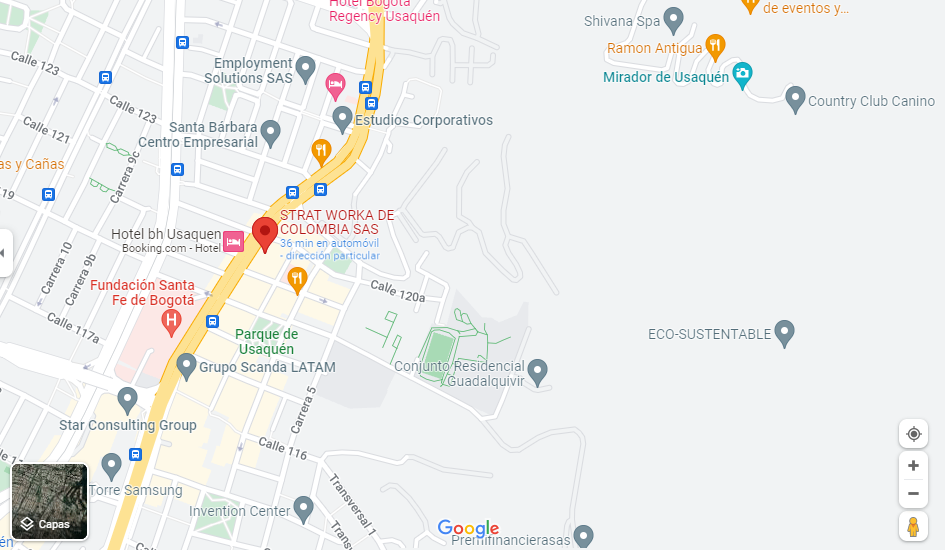 Hotel Bogotá
Regency Usaquén
de eventos y...
Shivana Spa
Ramon Antigua
Mirador de Usaquén
Country Club Canino
Calle 123
Calle 123
Employment
Solutions SAS
Calle 121
Estudios Corporativos
Santa Bárbara
Centro Empresarial
as y Cañas
Carrera 9c
119
STRAT WORKA DE
COLOMBIA SAS
36 min en automóvil
- dirección particular
Hotel bh Usaquen
Booking.com - Hotel
Carrera 10
Carrera 9b
Fundación Santa
Fe de Bogotá
H
Calle 120a
Calle 117a
Parque de
Usaquén
ECO-SUSTENTABLE
Grupo Scanda LATAM
Conjunto Residencial
Guadalquivir
Carrera 5
Star Consulting Group
Calle 116
Torre Samsung
Transversal 1
Invention Center
Capas
Google
Premifinancierasas
Carrera
én